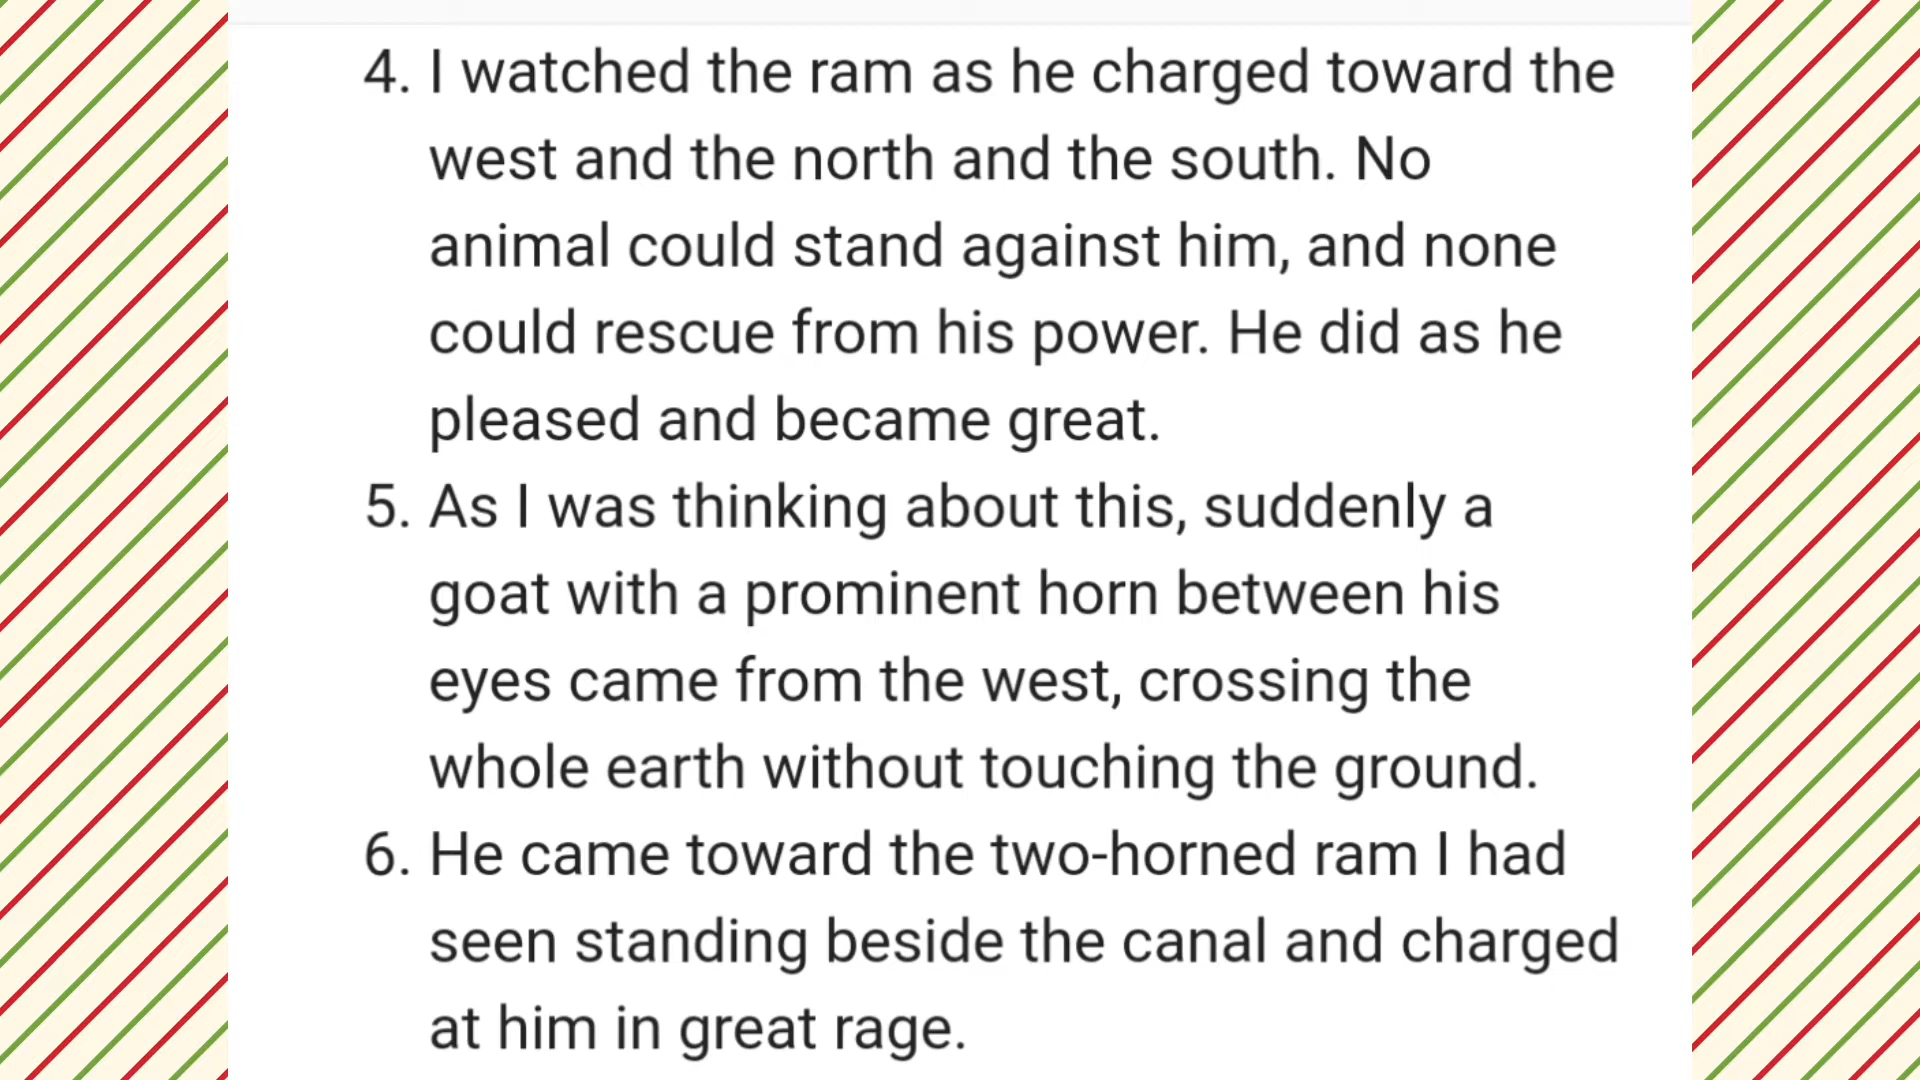 4. I watched the ram as he charged toward the
west and the north and the south. No
animal could stand against him, and none
could rescue from his power. He did as he
pleased and became great.
5. As I was thinking about this, suddenly a
goat with a prominent horn between his
eyes came from the west, crossing the
whole earth without touching the ground.
6. He came toward the two-horned ram I had
seen standing beside the canal and charged
at him in great rage.